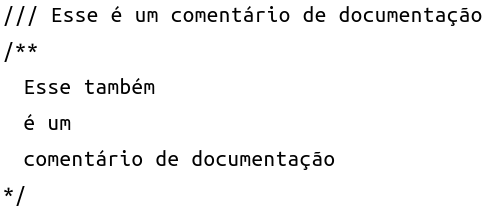 /// Esse é um comentário de documentação
/**
Esse também
é um
comentário de documentação
*/